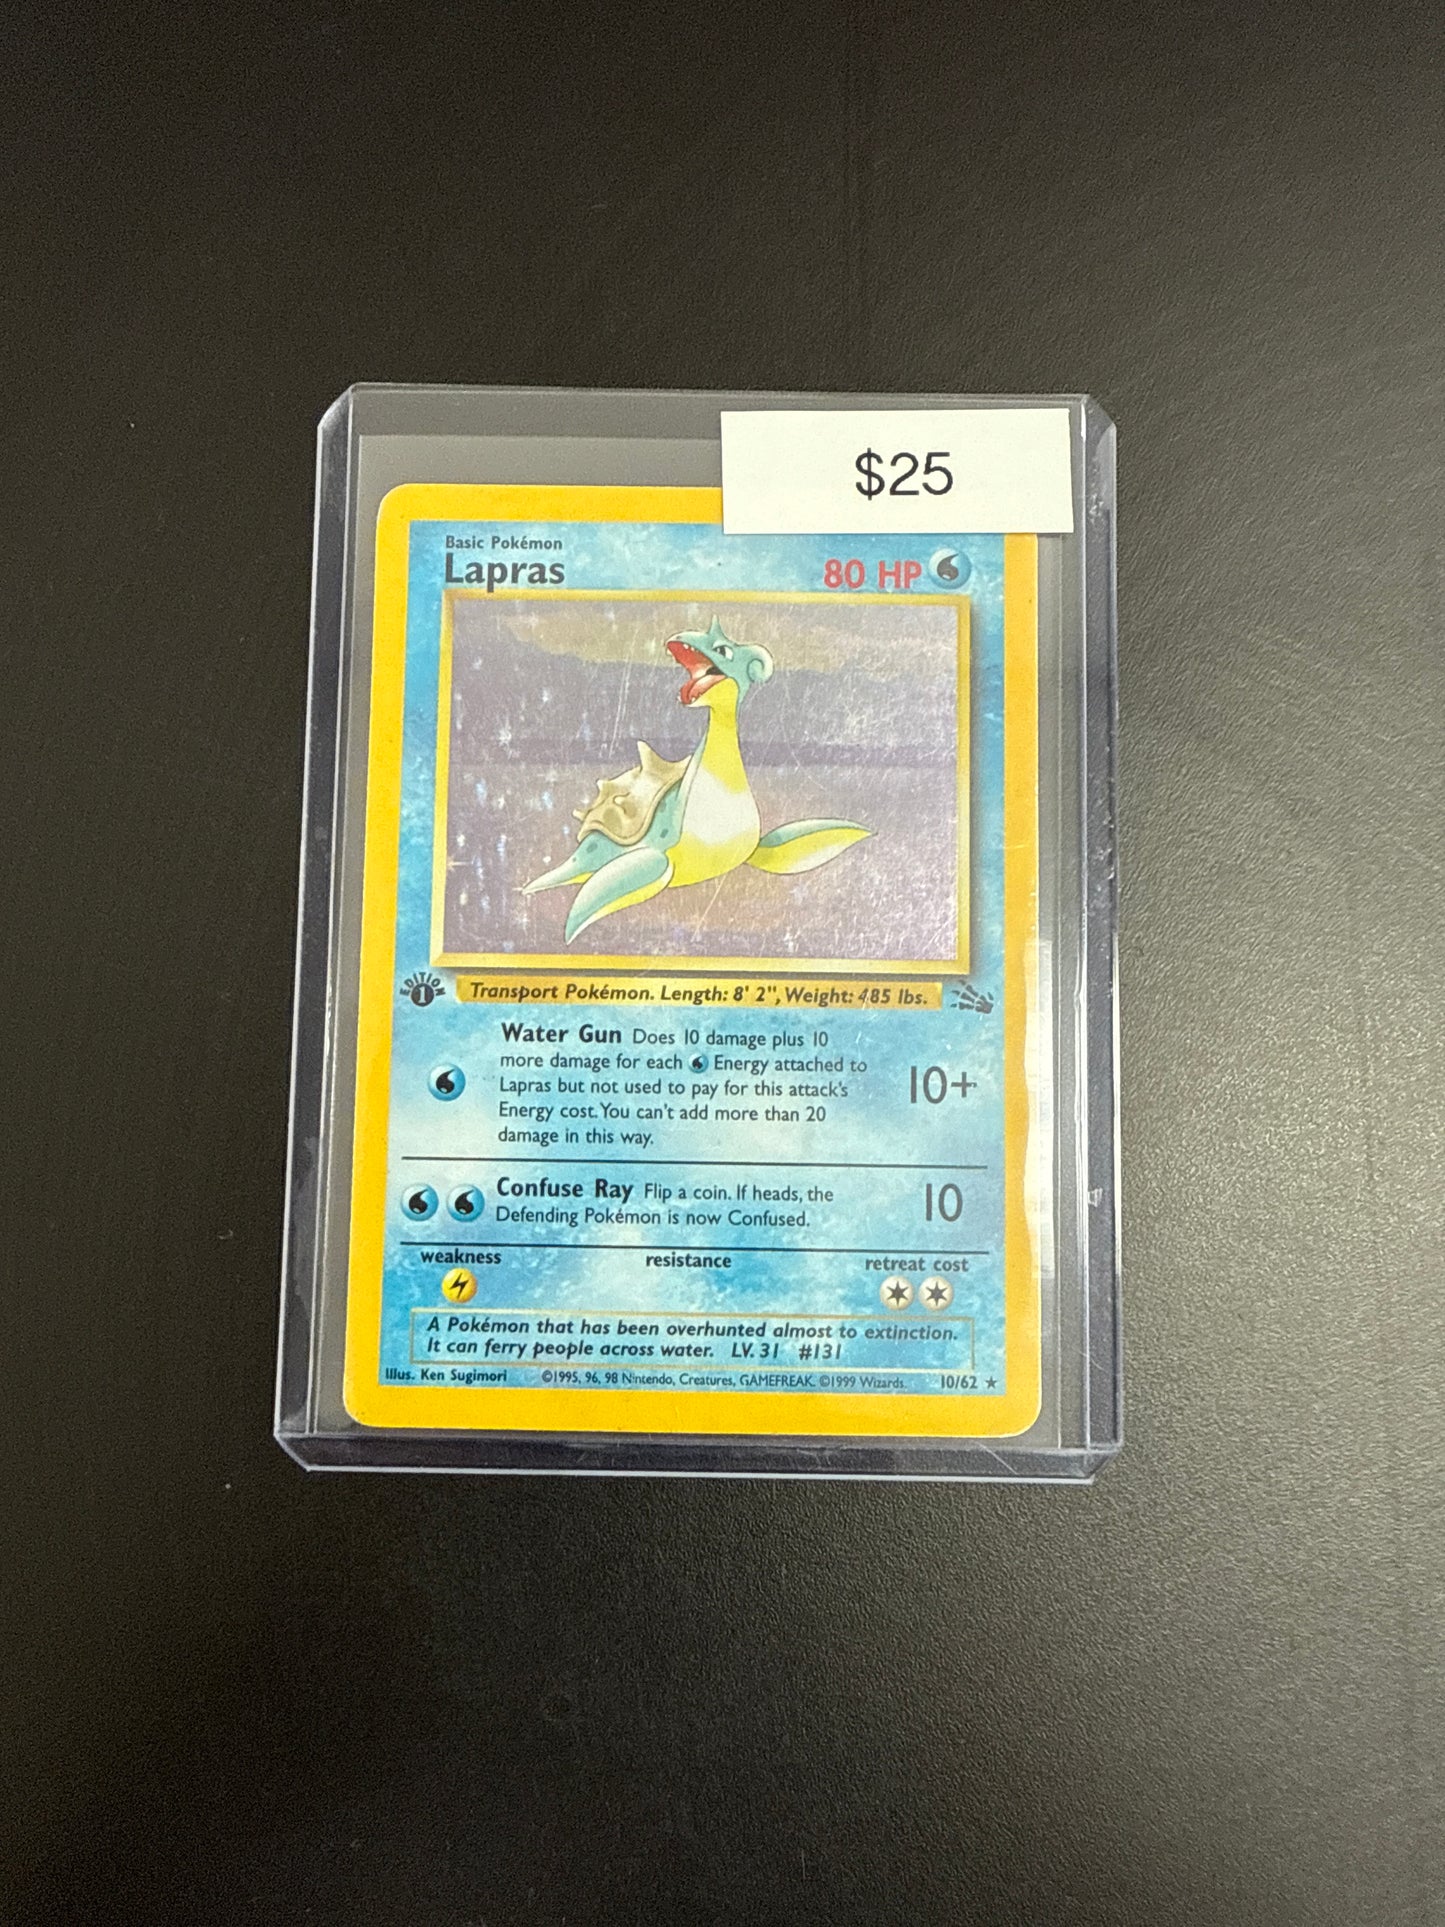 $25
Basic Pokémon
Lapras
80 HP
EDITION
1
Transport Pokémon. Length: 8' 2", Weight: 485 lbs.
Water Gun Does 10 damage plus 10
more damage for each Energy attached to
Lapras but not used to pay for this attack's
Energy cost. You can't add more than 20
damage in this way.
10+
Confuse Ray Flip a coin. If heads, the
Defending Pokémon is now Confused.
10
weakness
resistance
retreat cost
A Pokémon that has been overhunted almost to extinction.
It can ferry people across water. LV. 31 #131
Illus. Ken Sugimori ©1995, 96, 98 Nintendo, Creatures, GAMEFREAK. ©1999 Wizards. 10/62 ★